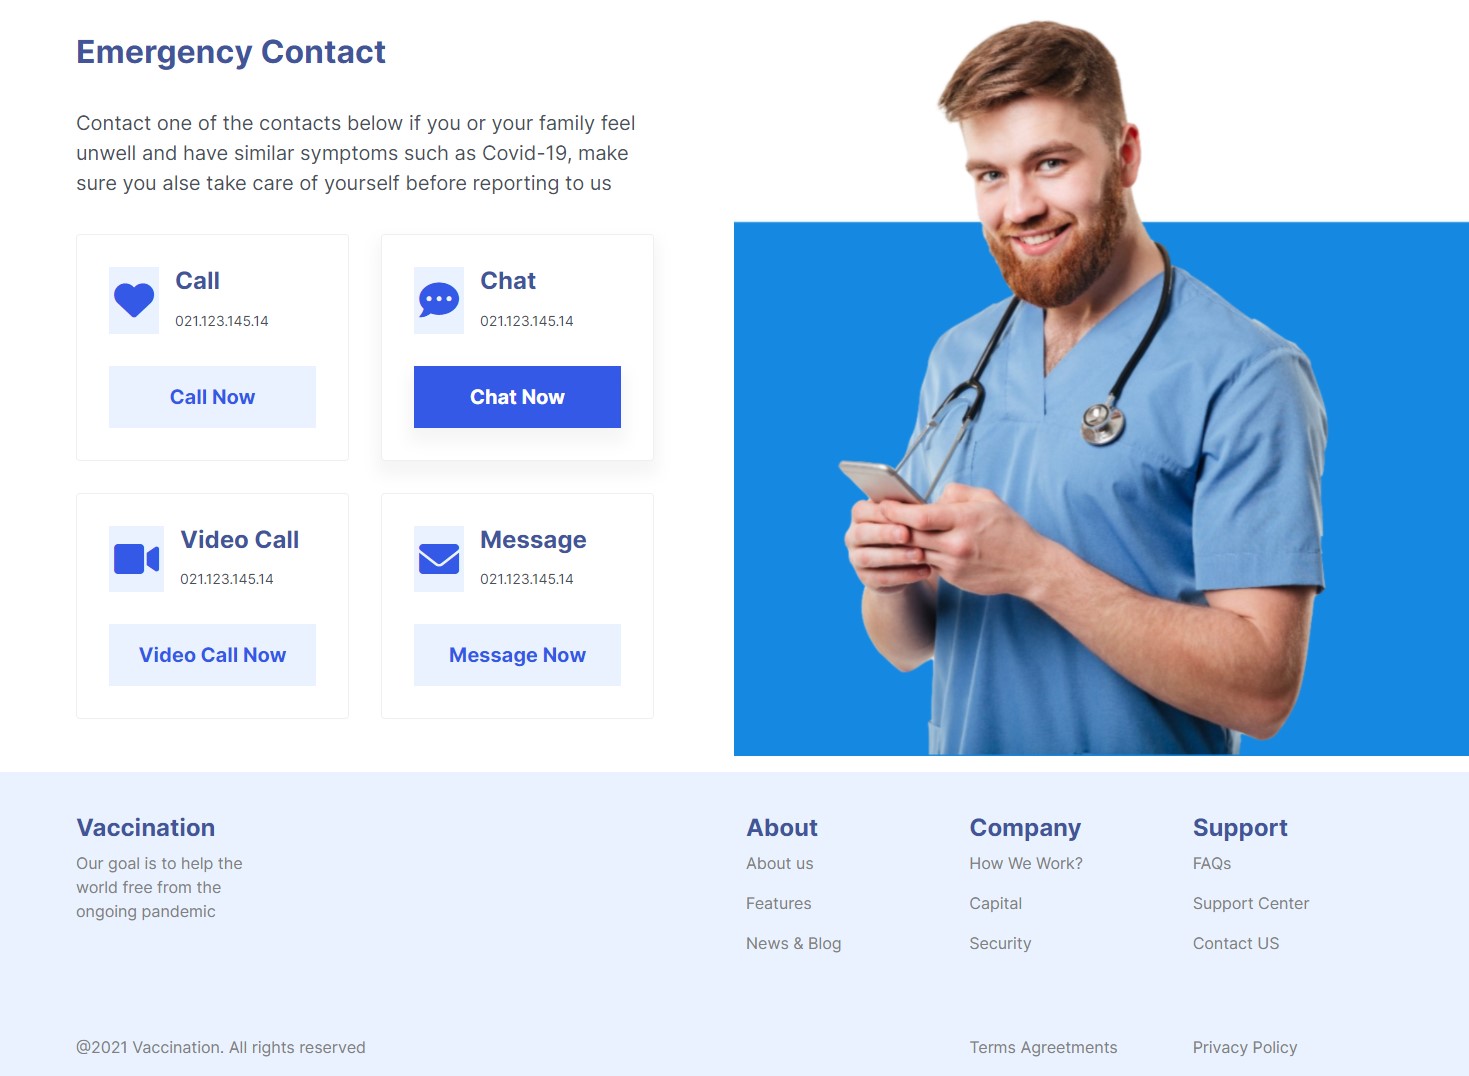 Emergency Contact
Contact one of the contacts below if you or your family feel
unwell and have similar symptoms such as Covid-19, make
sure you alse take care of yourself before reporting to us
Call
021.123.145.14
Call Now
Chat
021.123.145.14
Chat Now
Video Call
021.123.145.14
Video Call Now
Message
021.123.145.14
Message Now
Vaccination
Our goal is to help the
world free from the
ongoing pandemic
About
About us
Features
News & Blog
Company
How We Work?
Capital
Security
Support
FAQs
Support Center
Contact US
@2021 Vaccination. All rights reserved
Terms Agreetments
Privacy Policy